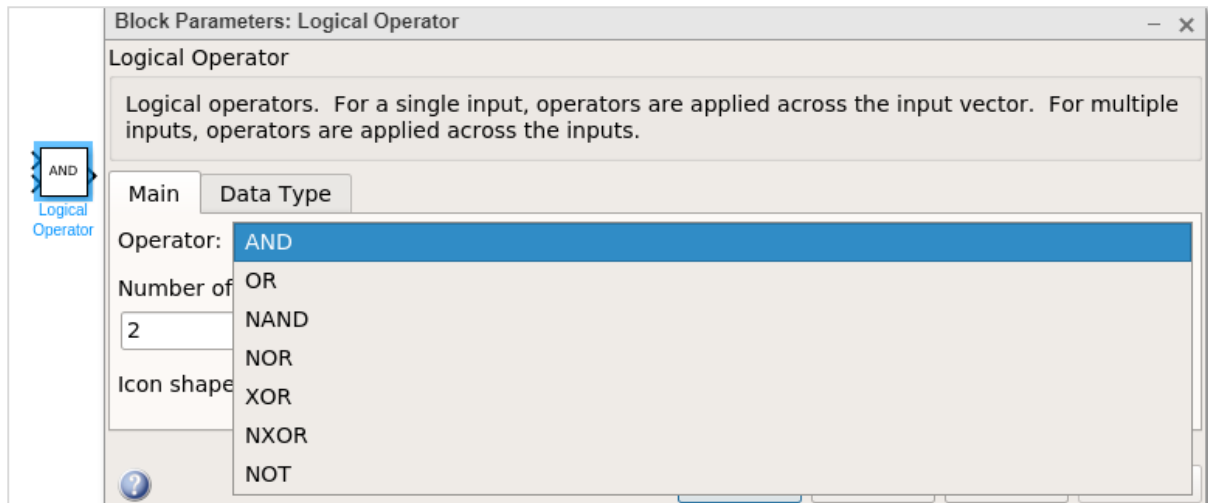 Block Parameters: Logical Operator
Logical Operator
Logical operators. For a single input, operators are applied across the input vector. For multiple
inputs, operators are applied across the inputs.
AND
Logical
Operator
Main Data Type
Operator: AND
OR
Number of
NAND
2
NOR
Icon shape
XOR
NXOR
NOT
?